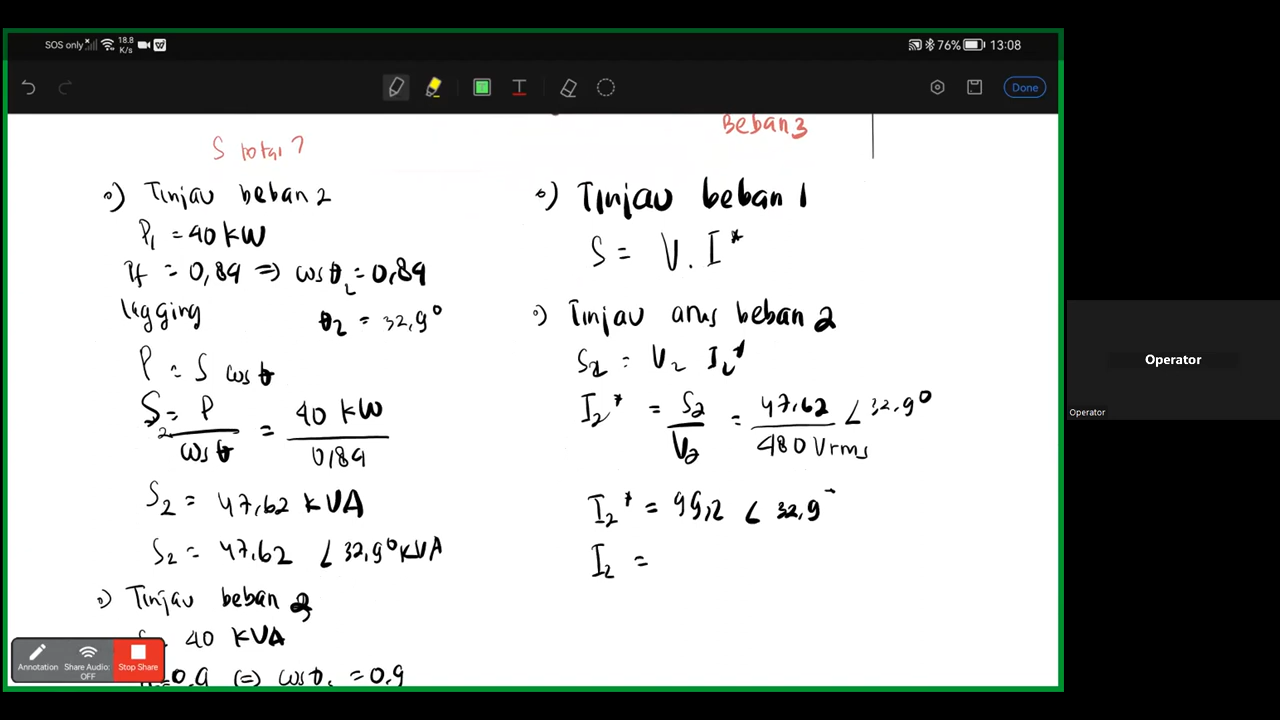 SOS only 18.8 K/s 76% 13:08
Done
S total ?
Beban 3
o) Tinjau beban 2
P1 = 40 kW
Pf = 0,84 => cos θ2 = 0,84
lagging θ2 = 32,9°
P = S cos θ
S2 = P / cos θ = 40 kW / 0,84
S2 = 47,62 kVA
S2 = 47,62 ∠ 32,9° kVA
o) Tinjau beban 3
40 kVA
=0,9 (=) cos θ = 0,9
o) Tinjau beban 1
S = V . I*
o) Tinjau arus beban 2
S2 = V2 I2*
I2* = S2 / V2 = 47,62 / 480 Vrms ∠ 32,9°
I2* = 99,2 ∠ 32,9
I2 =
Annotation
Share Audio: OFF
Stop Share
Operator
Operator